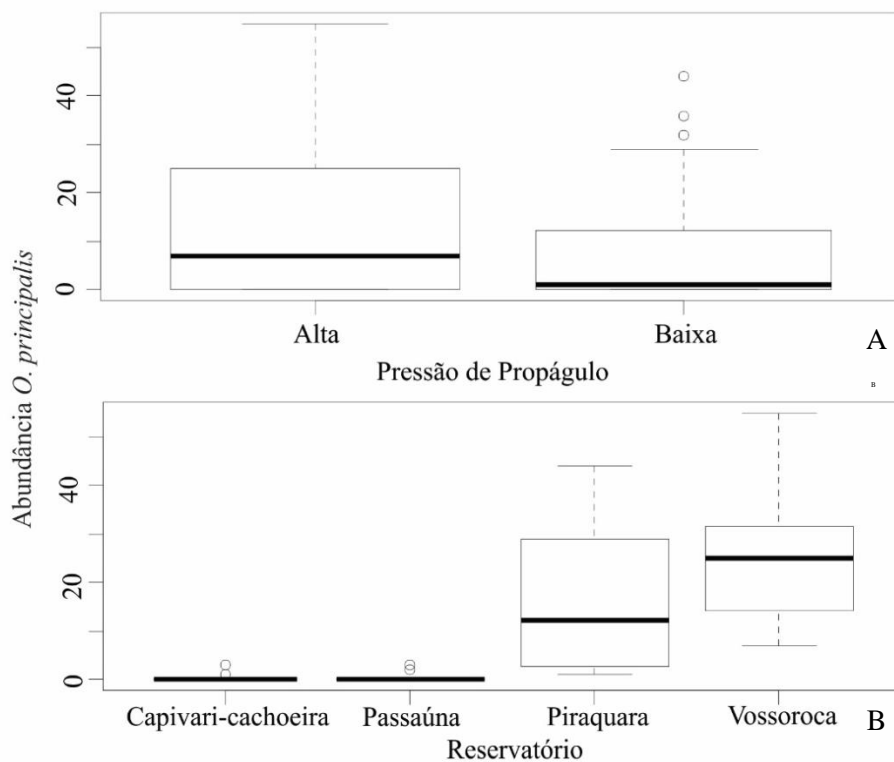 Abundância O. principalis
40
20
0
Alta
Baixa
A
Pressão de Propágulo
B
40
20
0
Capivari-cachoeira
Passaúna
Piraquara
Vossoroca
B
Reservatório